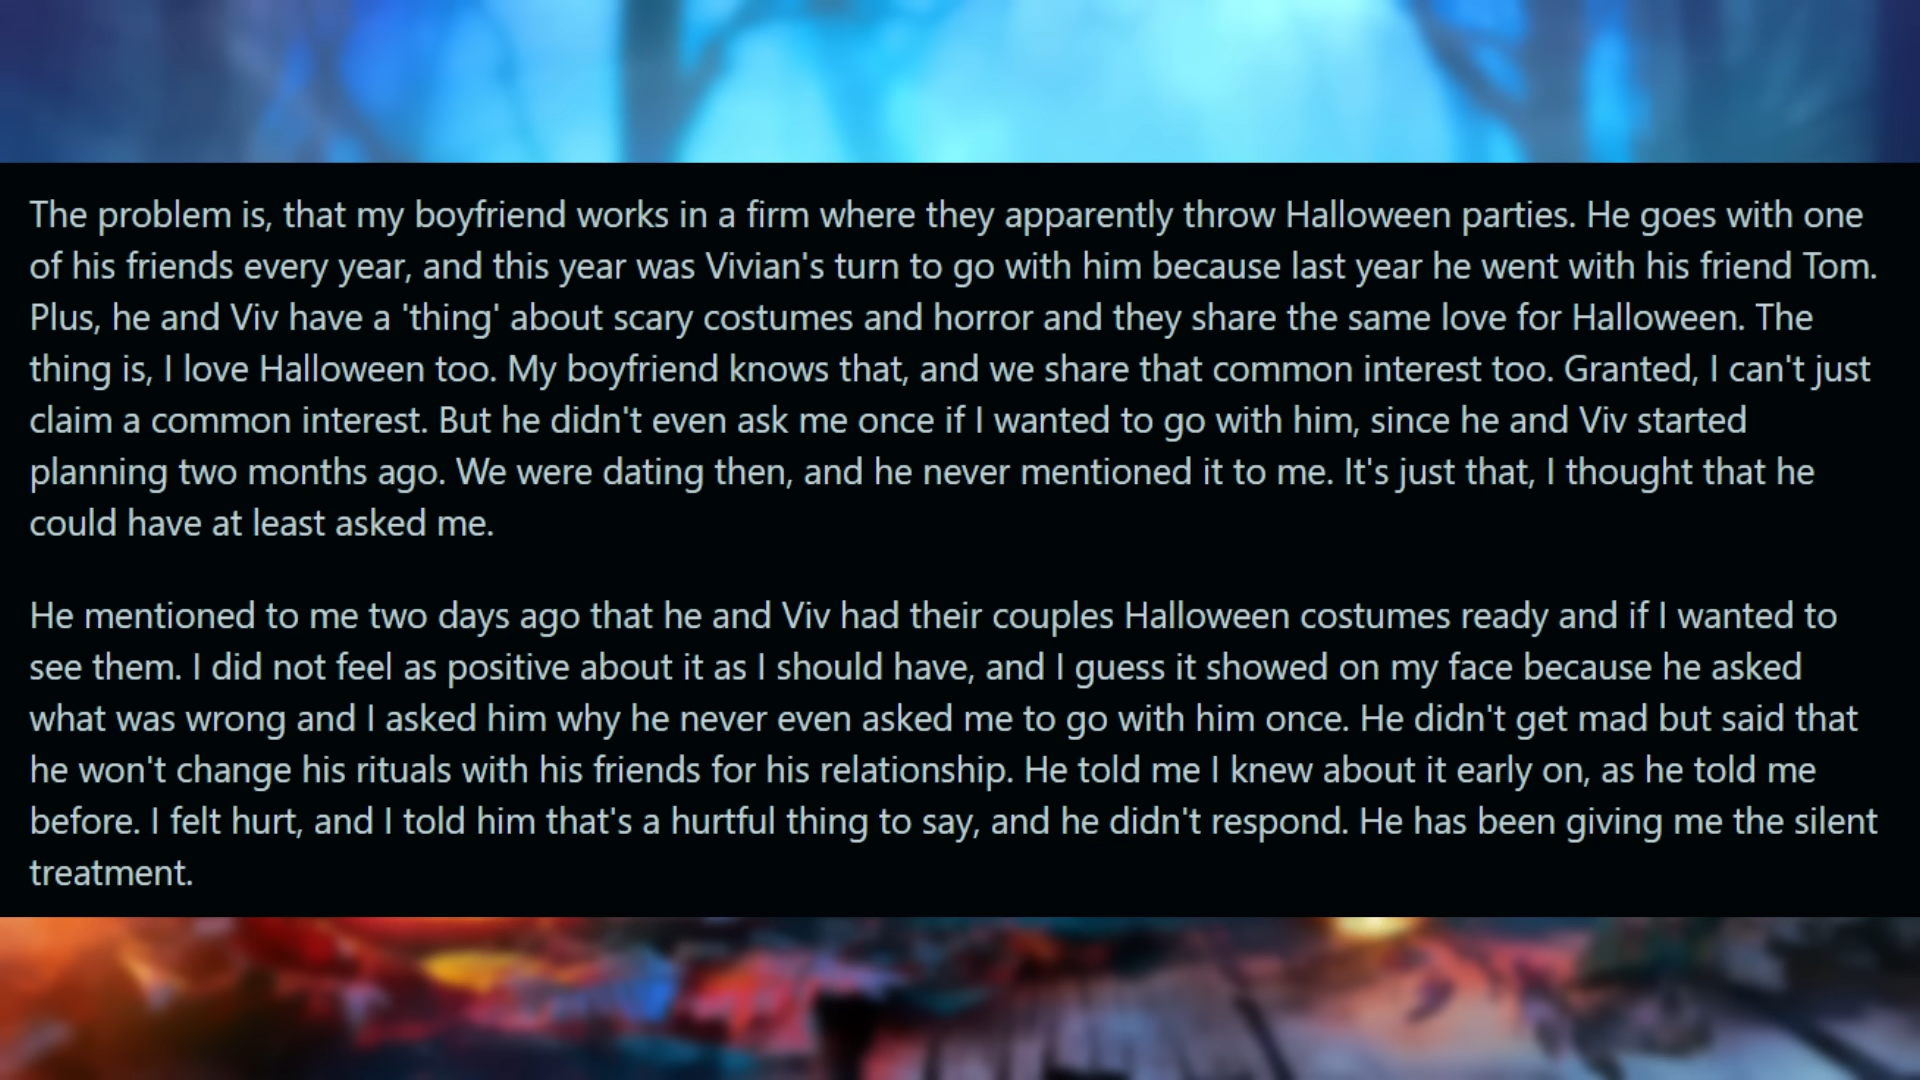 The problem is, that my boyfriend works in a firm where they apparently throw Halloween parties. He goes with one
of his friends every year, and this year was Vivian's turn to go with him because last year he went with his friend Tom.
Plus, he and Viv have a 'thing' about scary costumes and horror and they share the same love for Halloween. The
thing is, I love Halloween too. My boyfriend knows that, and we share that common interest too. Granted, I can't just
claim a common interest. But he didn't even ask me once if I wanted to go with him, since he and Viv started
planning two months ago. We were dating then, and he never mentioned it to me. It's just that, I thought that he
could have at least asked me.
He mentioned to me two days ago that he and Viv had their couples Halloween costumes ready and if I wanted to
see them. I did not feel as positive about it as I should have, and I guess it showed on my face because he asked
what was wrong and I asked him why he never even asked me to go with him once. He didn't get mad but said that
he won't change his rituals with his friends for his relationship. He told me I knew about it early on, as he told me
before. I felt hurt, and I told him that's a hurtful thing to say, and he didn't respond. He has been giving me the silent
treatment.